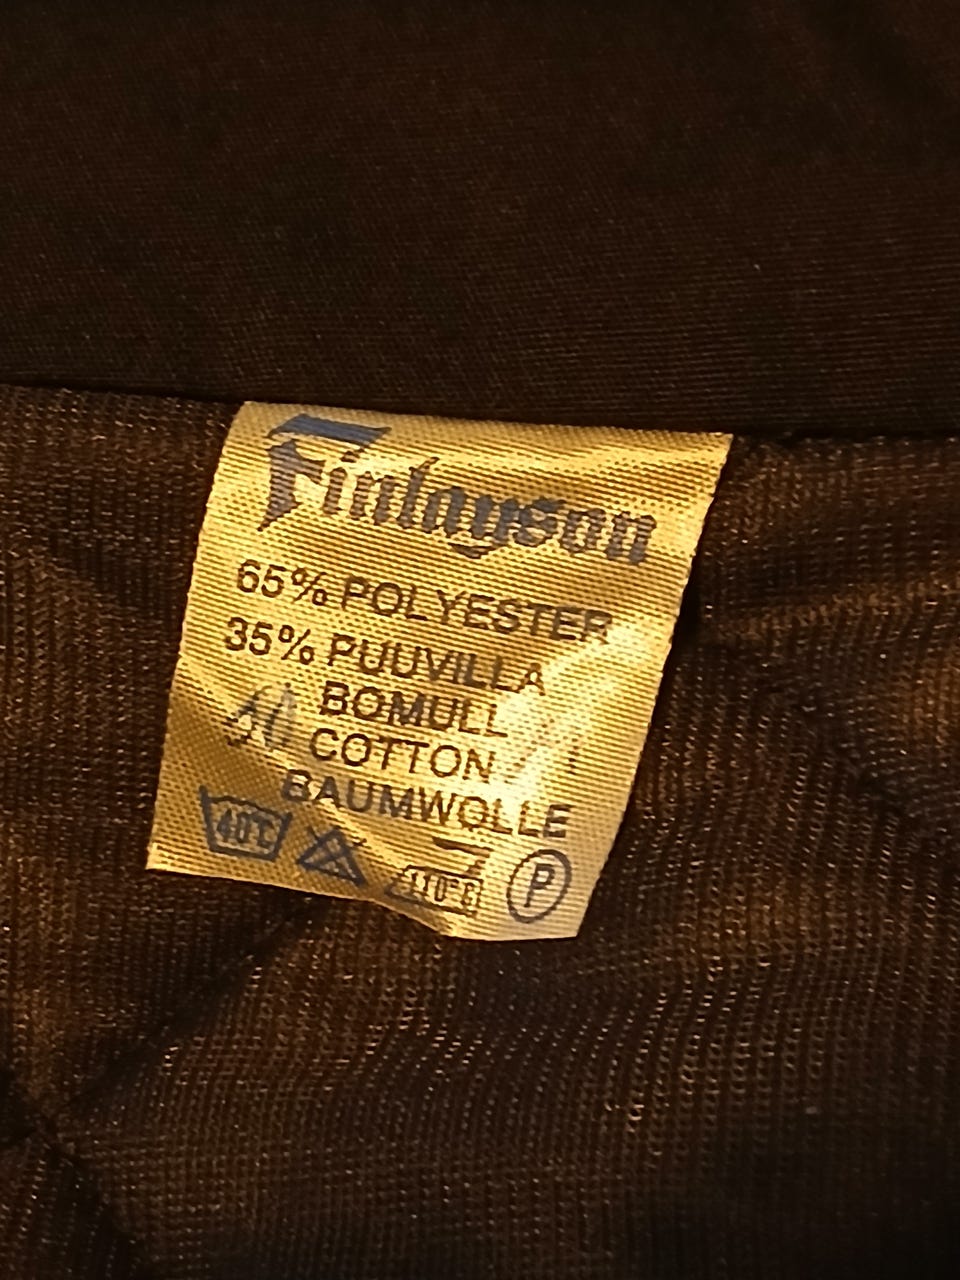 Finlayson
65% POLYESTER
35% PUUVILLA
BOMULL
COTTON
BAUMWOLLE
40°C
110°C
P